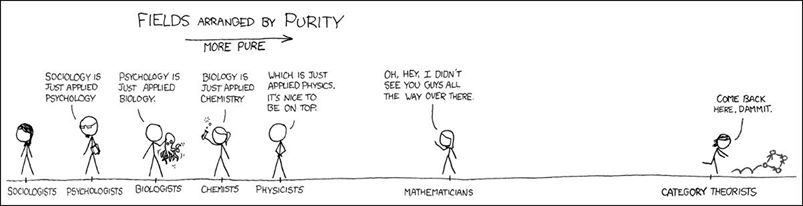 FIELDS ARRANGED BY PURITY
MORE PURE
SOCIOLOGY IS
JUST APPLIED
PSYCHOLOGY
PSYCHOLOGY IS
JUST APPLIED
BIOLOGY.
BIOLOGY IS
JUST APPLIED
CHEMISTRY
WHICH IS JUST
APPLIED PHYSICS.
IT'S NICE TO
BE ON TOP.
OH, HEY, I DIDN'T
SEE YOU GUYS ALL
THE WAY OVER THERE.
COME BACK
HERE, DAMMIT.
SOCIOLOGISTS
PSYCHOLOGISTS
BIOLOGISTS
CHEMISTS
PHYSICISTS
MATHEMATICIANS
CATEGORY THEORISTS